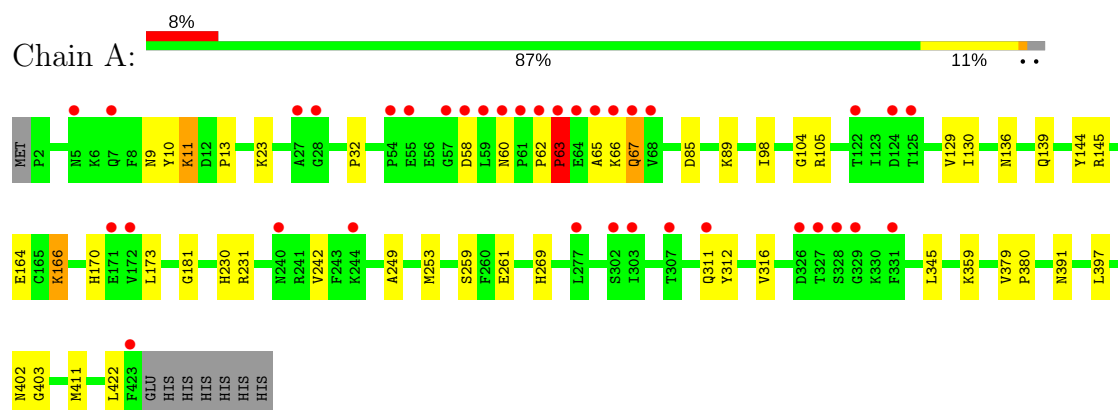 8%
Chain A:
87% 11% • •
MET P2 N5 K6 Q7 F8 N9 Y10 K11 D12 P13 K23 A27 G28 P32 P54 E55 E56 G57 D58 L59 N60 F61 P62 P63 E64 A65 K66 Q67 V68 D85 K89 I98 G104 R105 T122 I123 D124 T125 V129 I130 N136 Q139 Y144 R145
E164 C165 K166 H170 E171 V172 L173 G181 H230 R231 N240 R241 V242 F243 K244 A249 M253 S259 F260 E261 H269 L277 S302 I303 T307 Q311 Y312 V316 D326 T327 S328 G329 K330 F331 L345 K359 V379 P380 N391 L397
N402 G403 M411 L422 F423 GLU HIS HIS HIS HIS HIS HIS